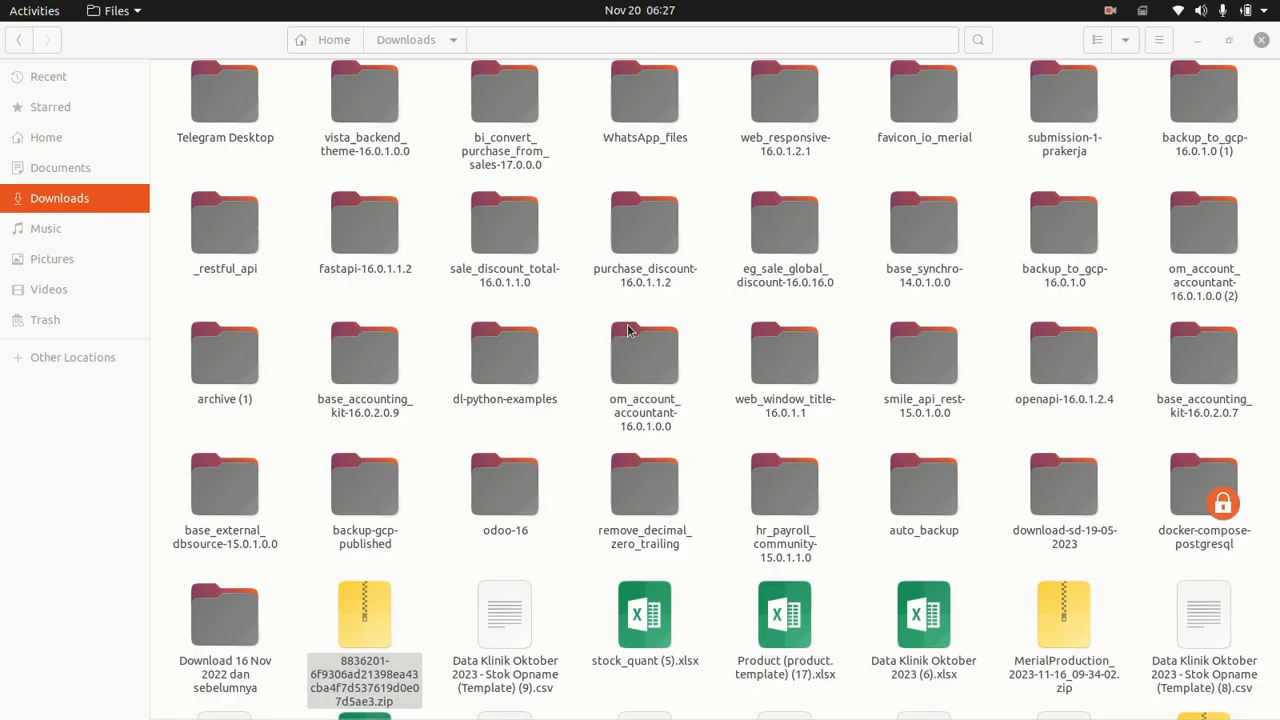 Activities
Files
Nov 20 06:27
Home
Downloads
Recent
Starred
Home
Documents
Downloads
Music
Pictures
Videos
Trash
Other Locations
Telegram Desktop
vista_backend_
theme-16.0.1.0.0
bi_convert_
purchase_from_
sales-17.0.0.0
WhatsApp_files
web_responsive-
16.0.1.2.1
favicon_io_merial
submission-1-
prakerja
backup_to_gcp-
16.0.1.0 (1)
_restful_api
fastapi-16.0.1.1.2
sale_discount_total-
16.0.1.1.0
purchase_discount-
16.0.1.1.2
eg_sale_global_
discount-16.0.16.0
base_synchro-
14.0.1.0.0
backup_to_gcp-
16.0.1.0
om_account_
accountant-
16.0.1.0.0 (2)
archive (1)
base_accounting_
kit-16.0.2.0.9
dl-python-examples
om_account_
accountant-
16.0.1.0.0
web_window_title-
16.0.1.1
smile_api_rest-
15.0.1.0.0
openapi-16.0.1.2.4
base_accounting_
kit-16.0.2.0.7
base_external_
dbsource-15.0.1.0.0
backup-gcp-
published
odoo-16
remove_decimal_
zero_trailing
hr_payroll_
community-
15.0.1.1.0
auto_backup
download-sd-19-05-
2023
docker-compose-
postgresql
Download 16 Nov
2022 dan
sebelumnya
8836201-
6f9306ad21398ea43
cba4f7d537619d0e0
7d5ae3.zip
Data Klinik Oktober
2023 - Stok Opname
(Template) (9).csv
stock_quant (5).xlsx
Product (product.
template) (17).xlsx
Data Klinik Oktober
2023 (6).xlsx
MerialProduction_
2023-11-16_09-34-02.
zip
Data Klinik Oktober
2023 - Stok Opname
(Template) (8).csv